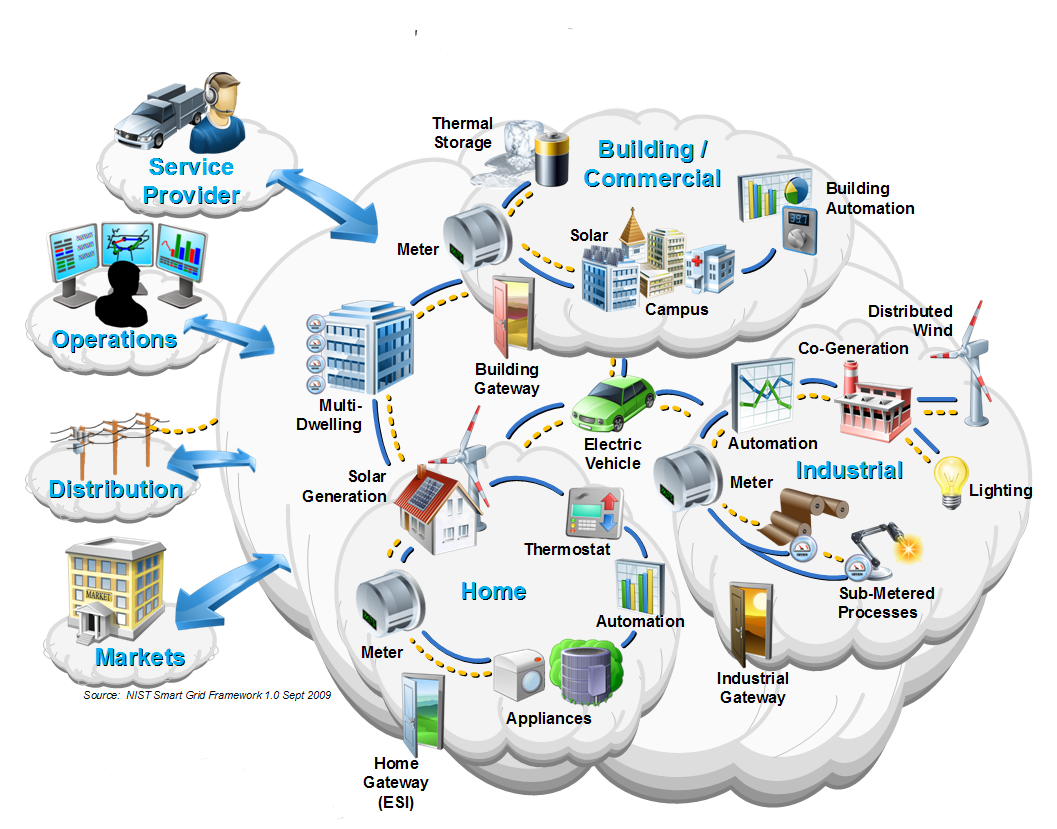 Service
Provider
Thermal
Storage
Building /
Commercial
Building
Automation
Meter
Solar
Campus
Operations
Distributed
Wind
Co-Generation
Building
Gateway
Multi-
Dwelling
Electric
Vehicle
Automation
Industrial
Solar
Generation
Meter
Lighting
Distribution
Thermostat
Home
Sub-Metered
Processes
MARKET
Automation
Markets
Meter
Source: NIST Smart Grid Framework 1.0 Sept 2009
Industrial
Gateway
Appliances
Home
Gateway
(ESI)